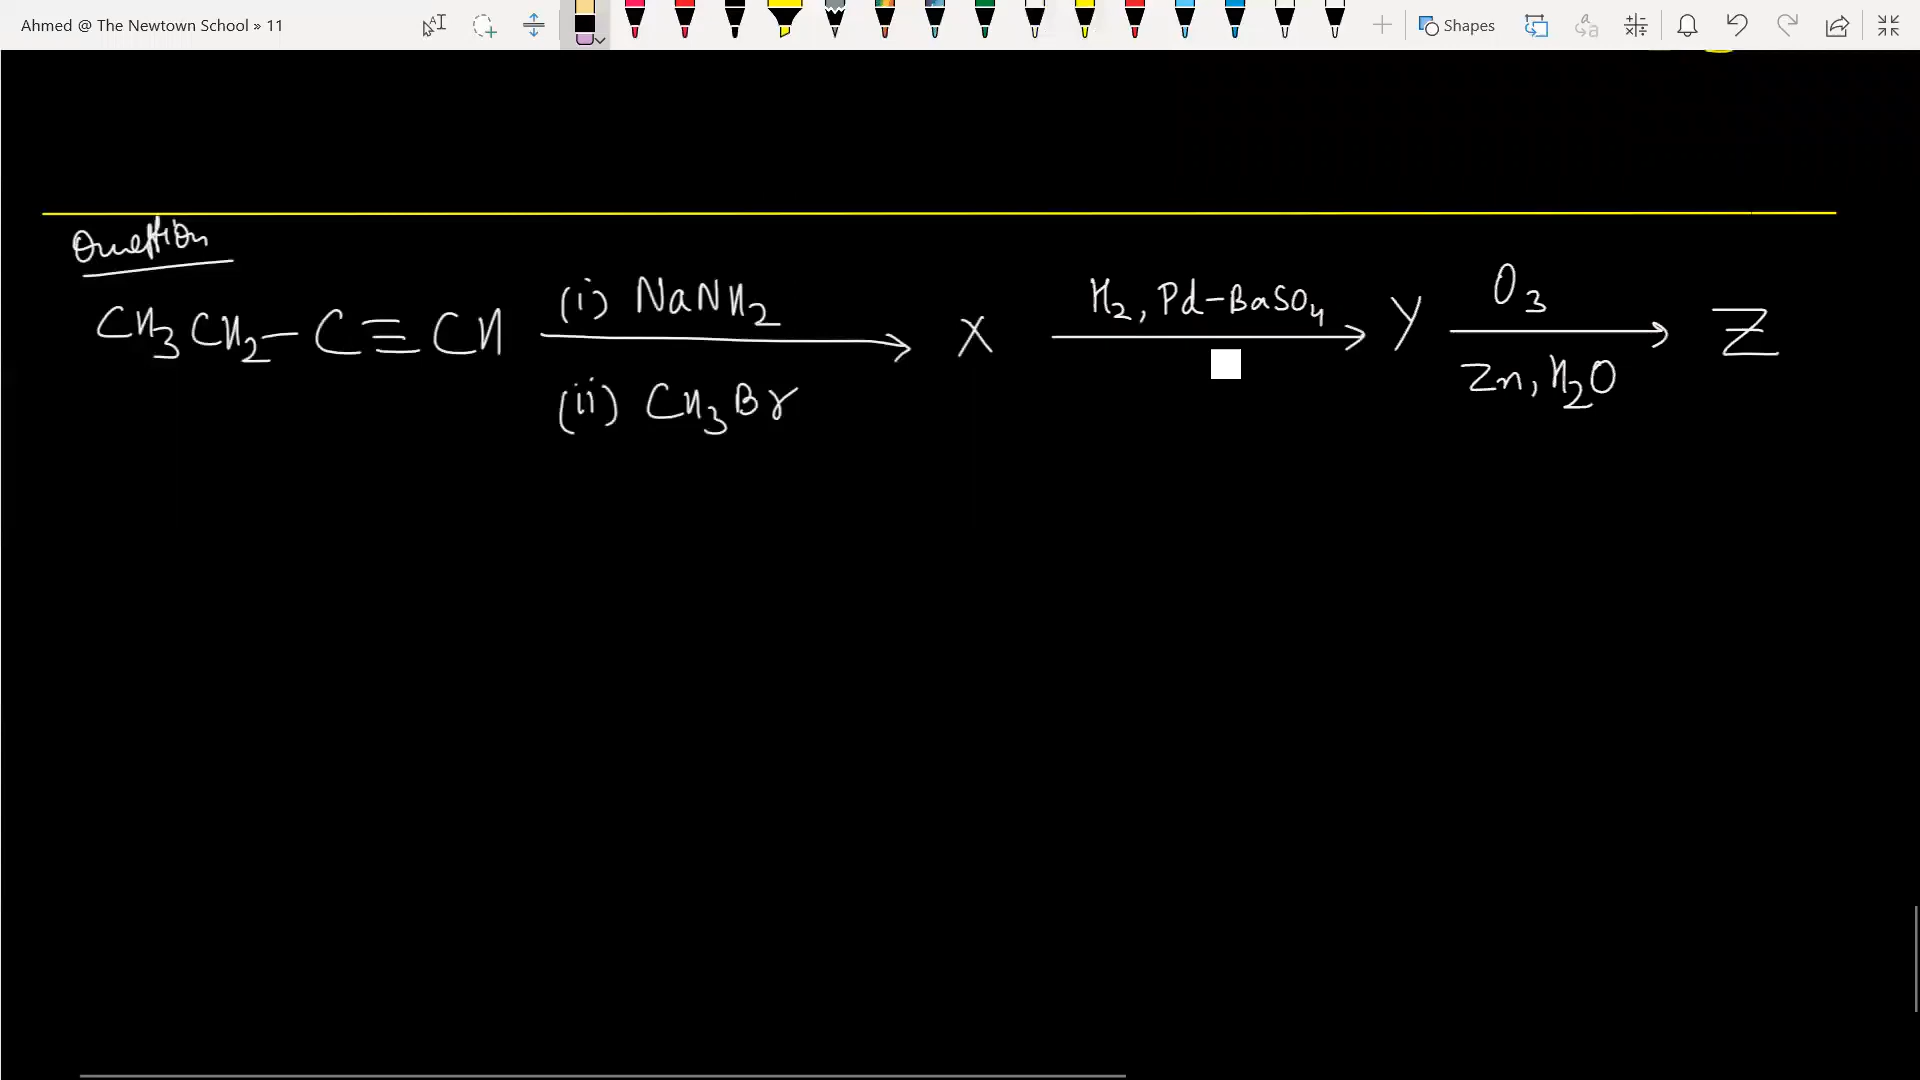 Ahmed @ The Newtown School » 11
Shapes
Question
CH3CH2–C≡CH (i) NaNH2 (ii) CH3Br → X H2, Pd–BaSO4 → Y O3 Zn, H2O → Z